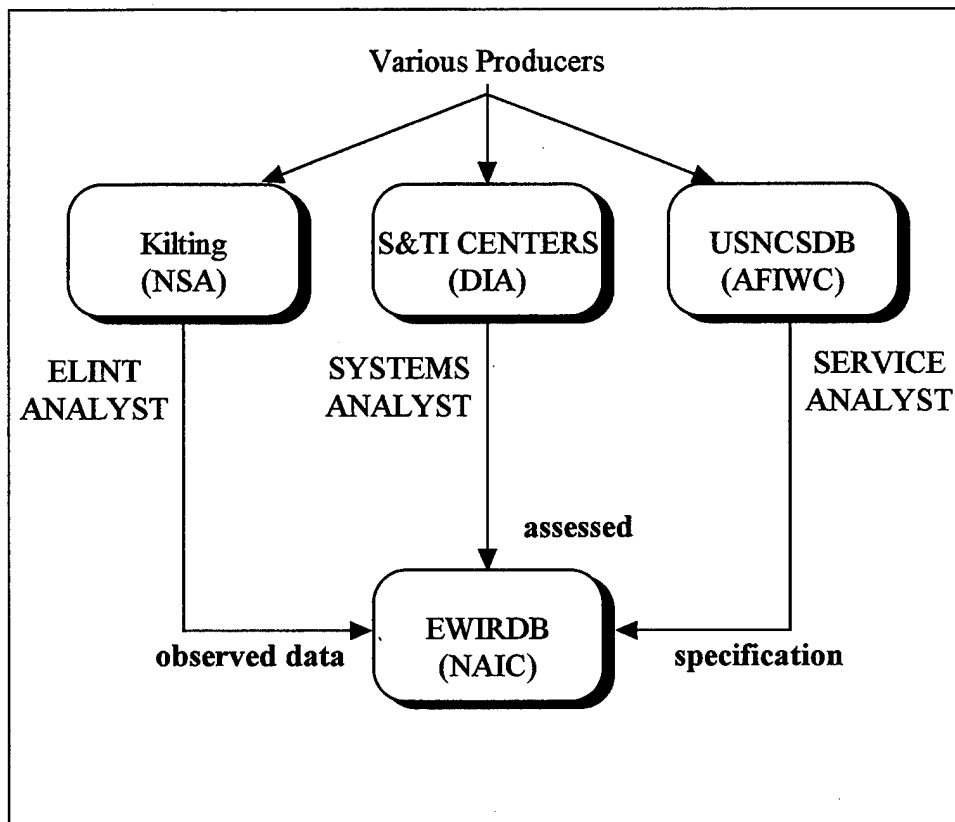 Various Producers
Kilting
(NSA)
S&TI CENTERS
(DIA)
USNCSDB
(AFIWC)
ELINT
ANALYST
SYSTEMS
ANALYST
SERVICE
ANALYST
assessed
EWIRDB
(NAIC)
observed data
specification